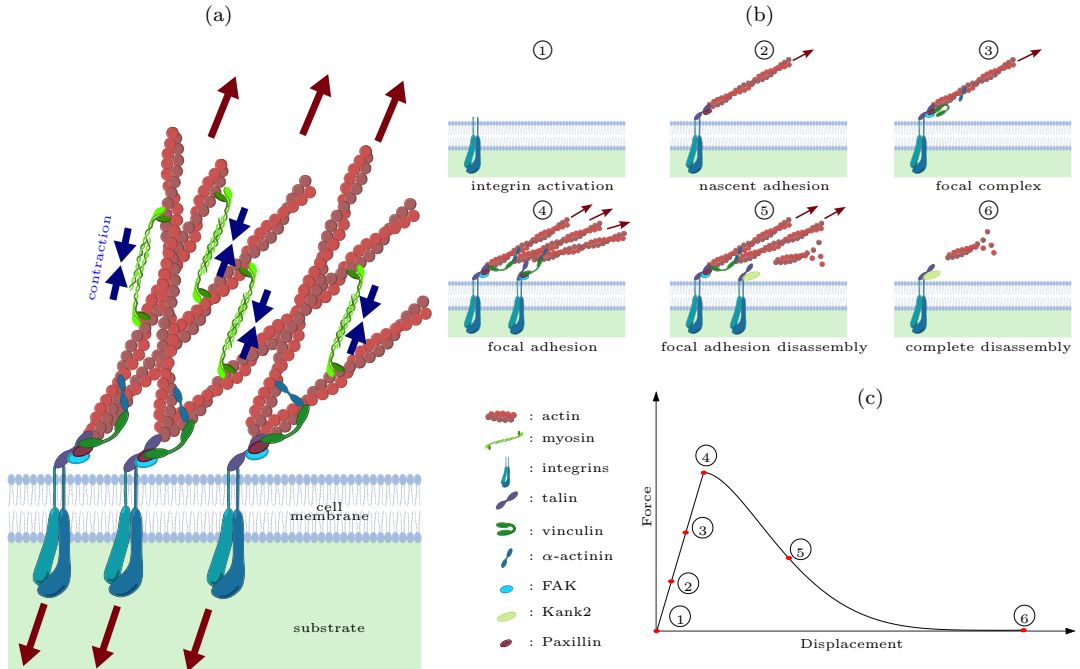 (a)
contraction
cell
membrane
substrate
(b)
1
integrin activation
2
nascent adhesion
3
focal complex
4
focal adhesion
5
focal adhesion disassembly
6
complete disassembly
: actin
: myosin
: integrins
: talin
: vinculin
: α-actinin
: FAK
: Kank2
: Paxillin
(c)
Force
4
3
2
1
5
6
Displacement